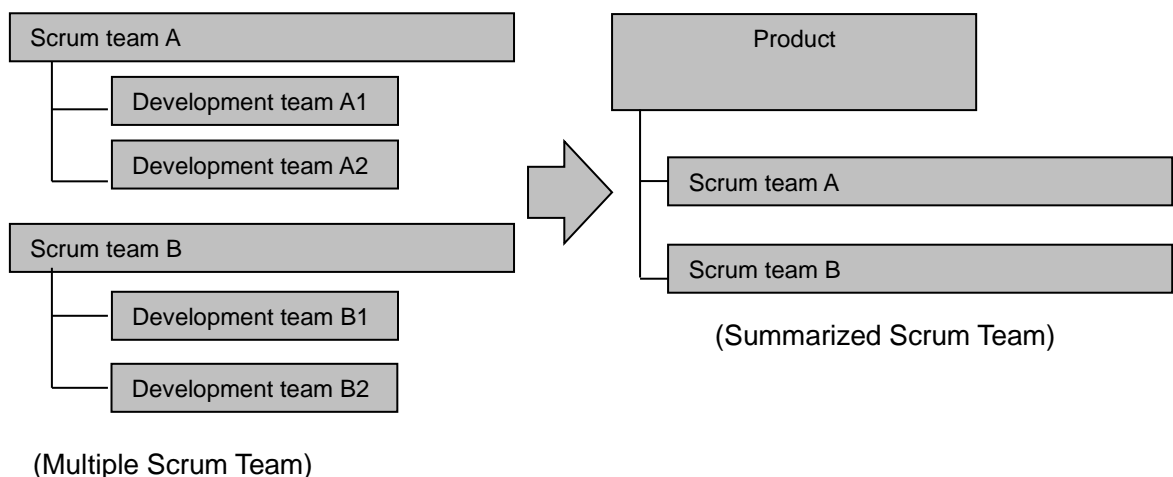 Scrum team A
Development team A1
Development team A2
Scrum team B
Development team B1
Development team B2
(Multiple Scrum Team)
Product
Scrum team A
Scrum team B
(Summarized Scrum Team)